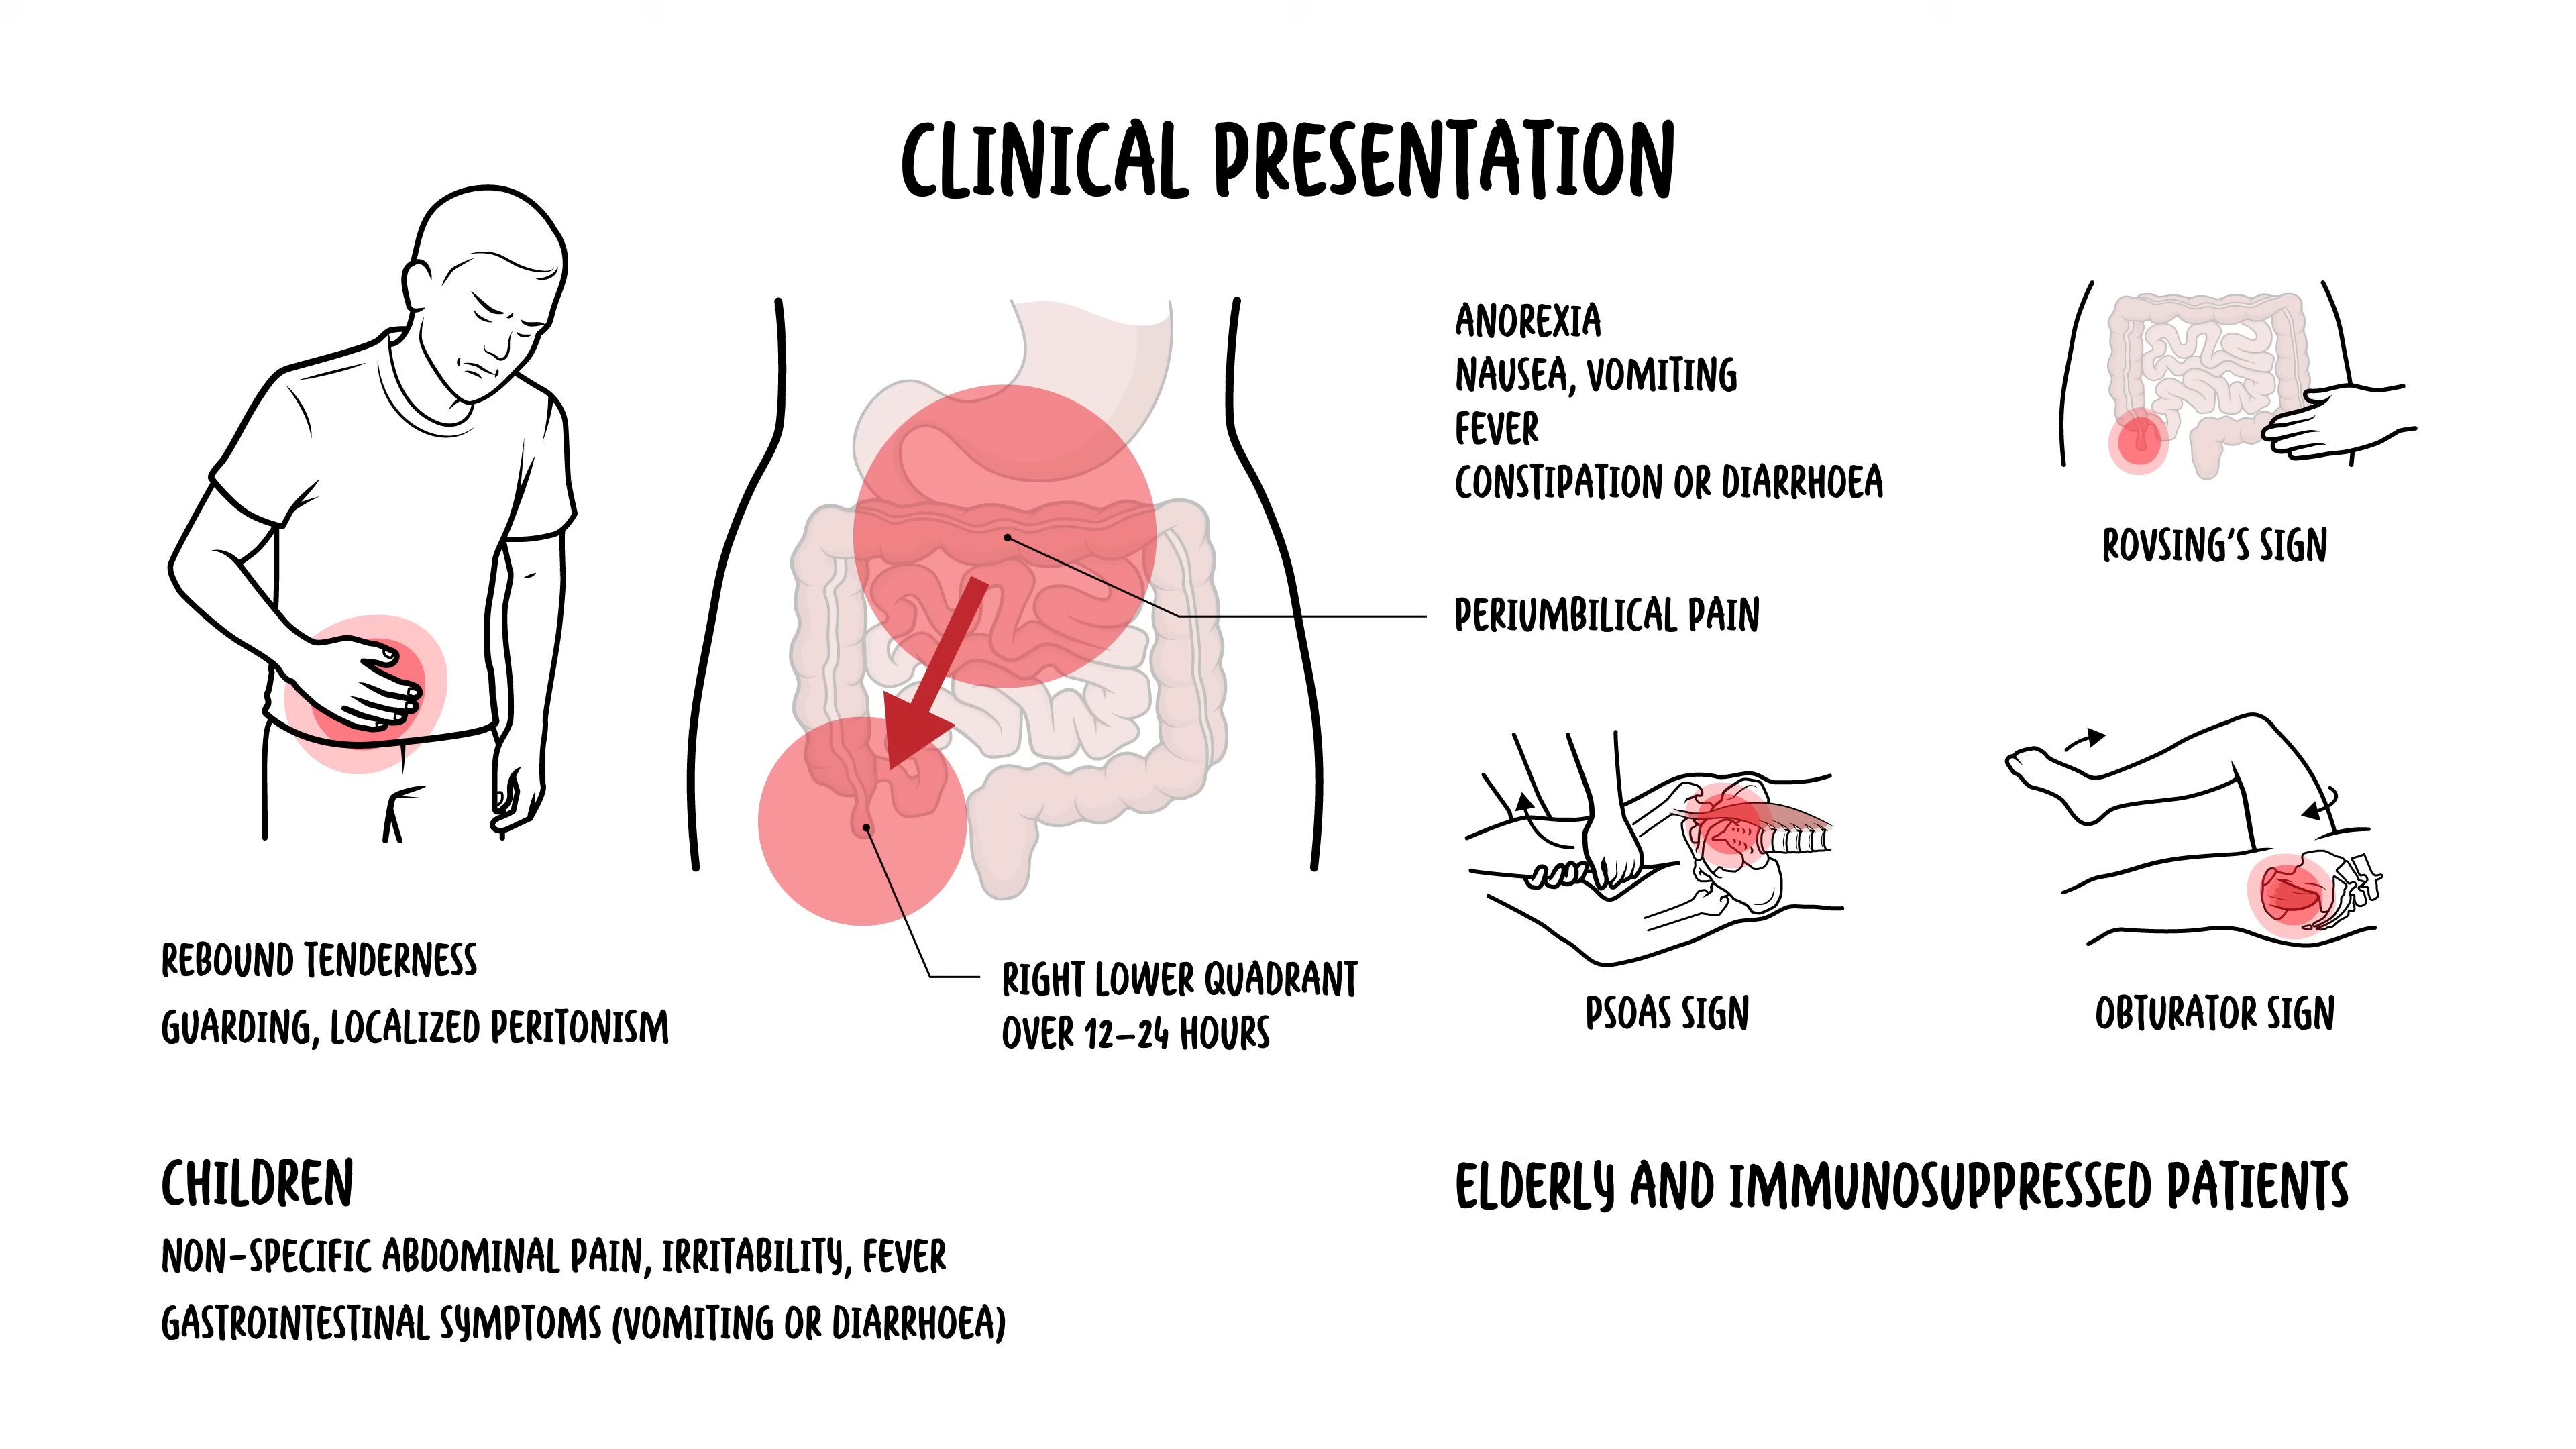 CLINICAL PRESENTATION
ANOREXIA
NAUSEA, VOMITING
FEVER
CONSTIPATION OR DIARRHOEA
ROVSING'S SIGN
PERIUMBILICAL PAIN
REBOUND TENDERNESS
GUARDING, LOCALIZED PERITONISM
RIGHT LOWER QUADRANT
OVER 12–24 HOURS
PSOAS SIGN
OBTURATOR SIGN
CHILDREN
NON-SPECIFIC ABDOMINAL PAIN, IRRITABILITY, FEVER
GASTROINTESTINAL SYMPTOMS (VOMITING OR DIARRHOEA)
ELDERLY AND IMMUNOSUPPRESSED PATIENTS